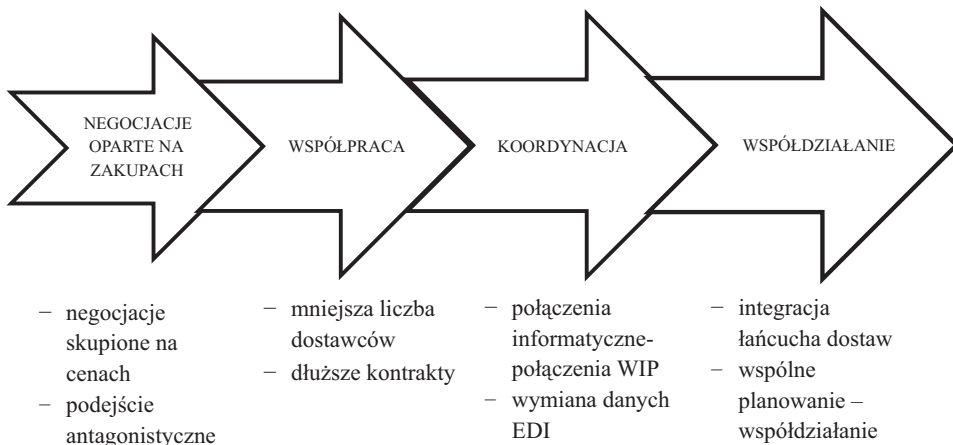 NEGOCJACJE
OPARTE NA
ZAKUPACH
WSPÓŁPRACA
KOORDYNACJA
WSPÓŁDZIAŁANIE
– negocjacje
skupione na
cenach
– podejście
antagonistyczne
– mniejsza liczba
dostawców
– dłuższe kontrakty
– połączenia
informatyczne-
połączenia WIP
– wymiana danych
EDI
– integracja
łańcucha dostaw
– wspólne
planowanie –
współdziałanie